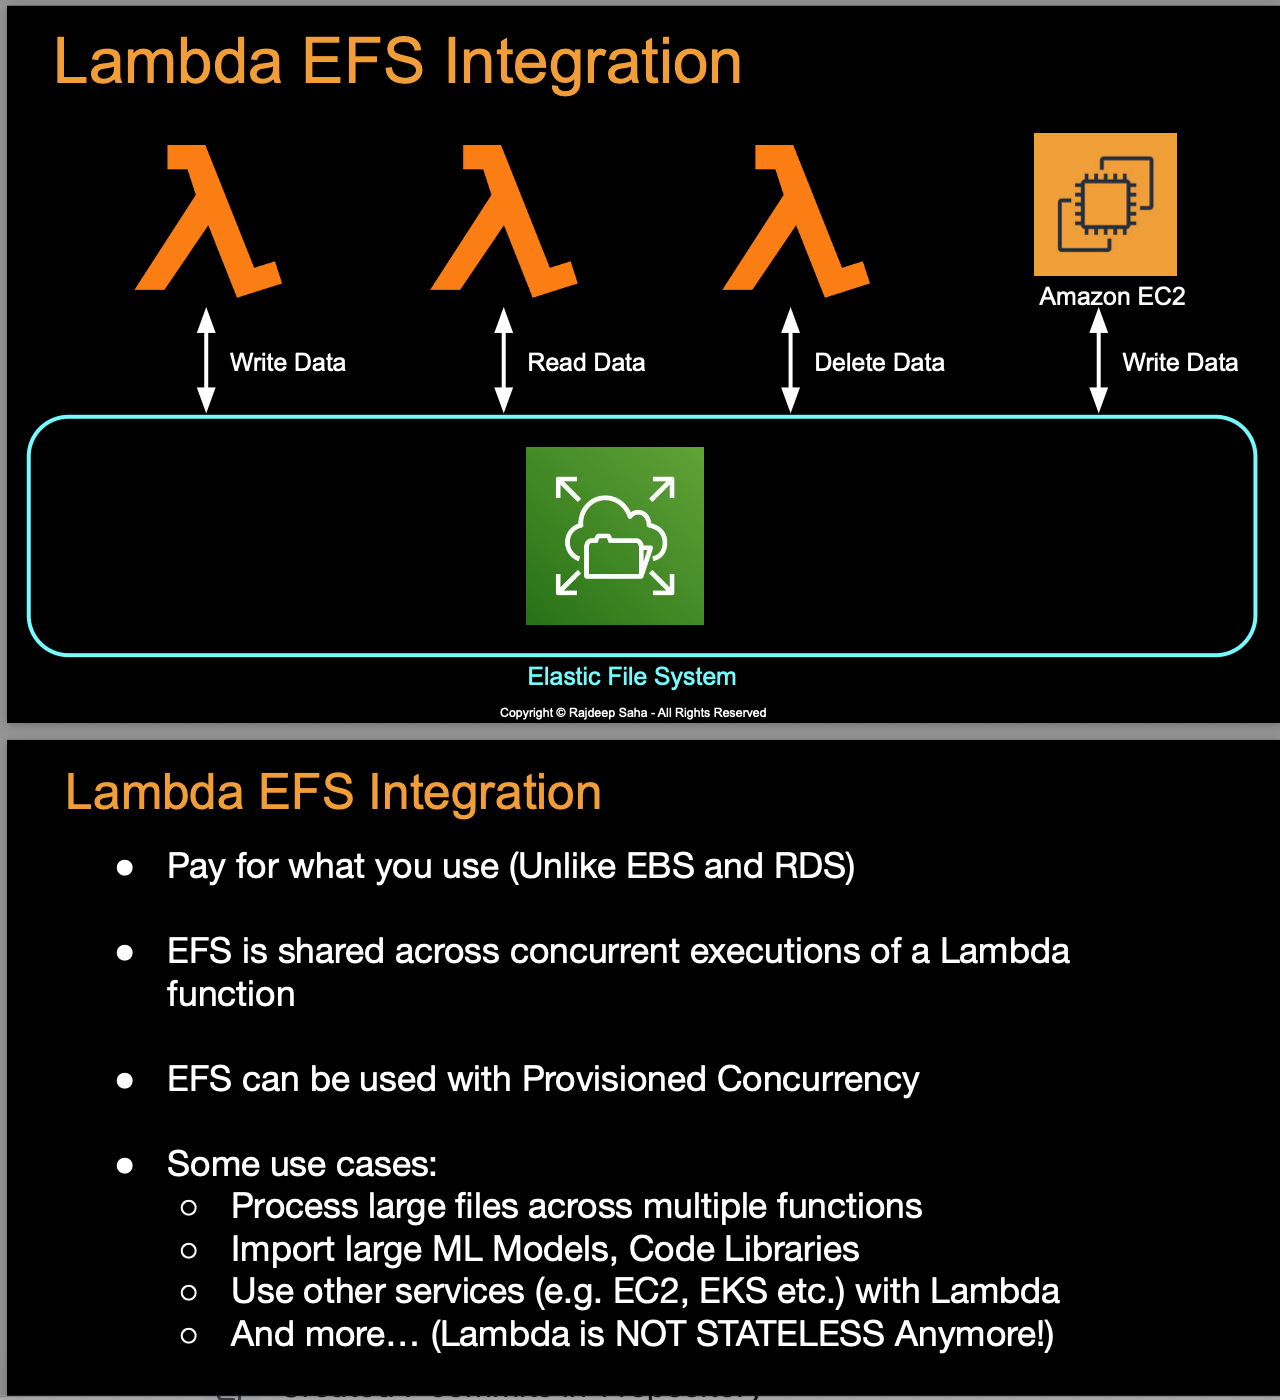 Lambda EFS Integration
Amazon EC2
Write Data
Read Data
Delete Data
Write Data
Elastic File System
Copyright © Rajdeep Saha - All Rights Reserved
Lambda EFS Integration
● Pay for what you use (Unlike EBS and RDS)
● EFS is shared across concurrent executions of a Lambda
function
● EFS can be used with Provisioned Concurrency
● Some use cases:
○ Process large files across multiple functions
○ Import large ML Models, Code Libraries
○ Use other services (e.g. EC2, EKS etc.) with Lambda
○ And more… (Lambda is NOT STATELESS Anymore!)